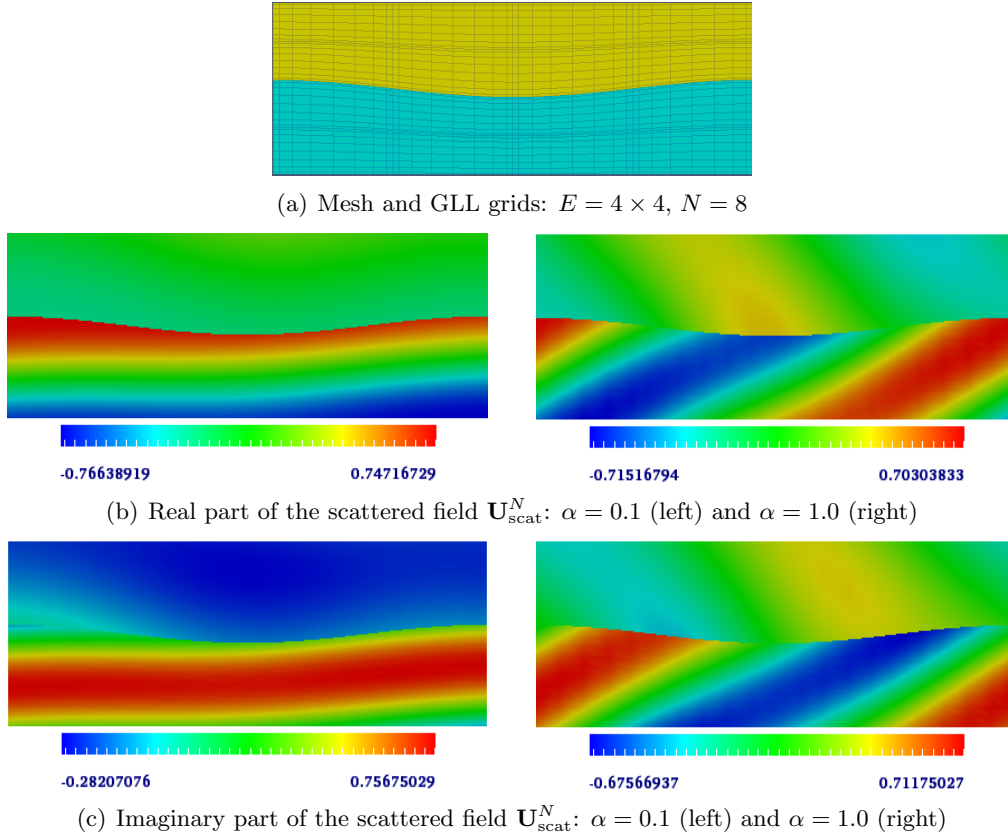 (a) Mesh and GLL grids: E = 4 × 4, N = 8
-0.76638919 0.74716729 -0.71516794 0.70303833
(b) Real part of the scattered field U^N_scat: α = 0.1 (left) and α = 1.0 (right)
-0.28207076 0.75675029 -0.67566937 0.71175027
(c) Imaginary part of the scattered field U^N_scat: α = 0.1 (left) and α = 1.0 (right)